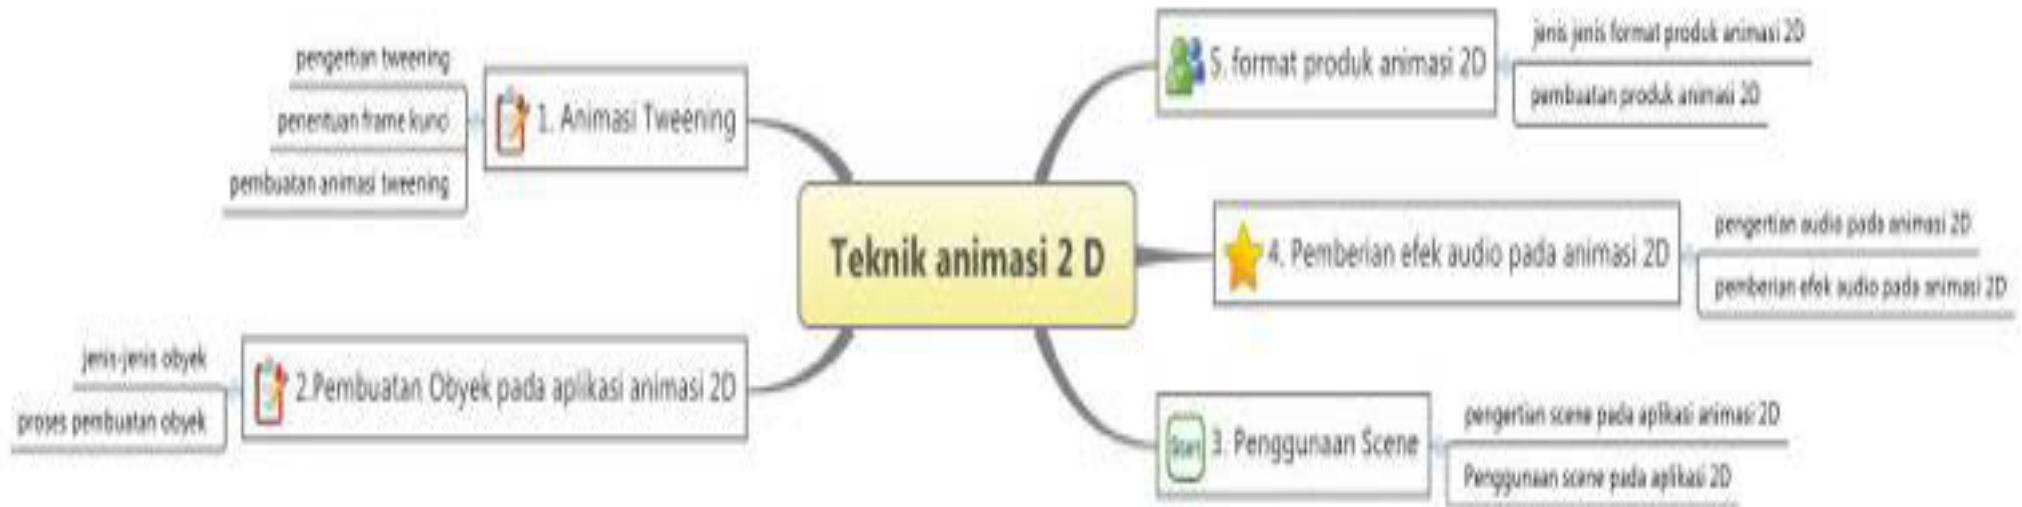 Teknik animasi 2 D
1. Animasi Tweening
pengertian tweening
penentuan frame kunci
pembuatan animasi tweening
2.Pembuatan Obyek pada aplikasi animasi 2D
jenis-jenis obyek
proses pembuatan obyek
3. Penggunaan Scene
Start
pengertian scene pada aplikasi animasi 2D
Penggunaan scene pada aplikasi 2D
4. Pemberian efek audio pada animasi 2D
pengertian audio pada animasi 2D
pemberian efek audio pada animasi 2D
5. format produk animasi 2D
jenis jenis format produk animasi 2D
pembuatan produk animasi 2D